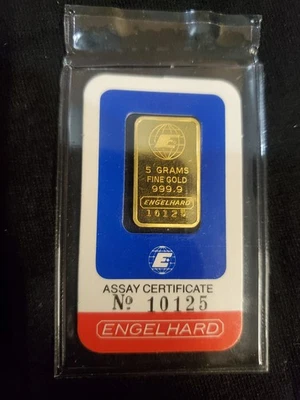 E
5 GRAMS
FINE GOLD
999.9
ENGELHARD
10125
E
ASSAY CERTIFICATE
No 10125
ENGELHARD